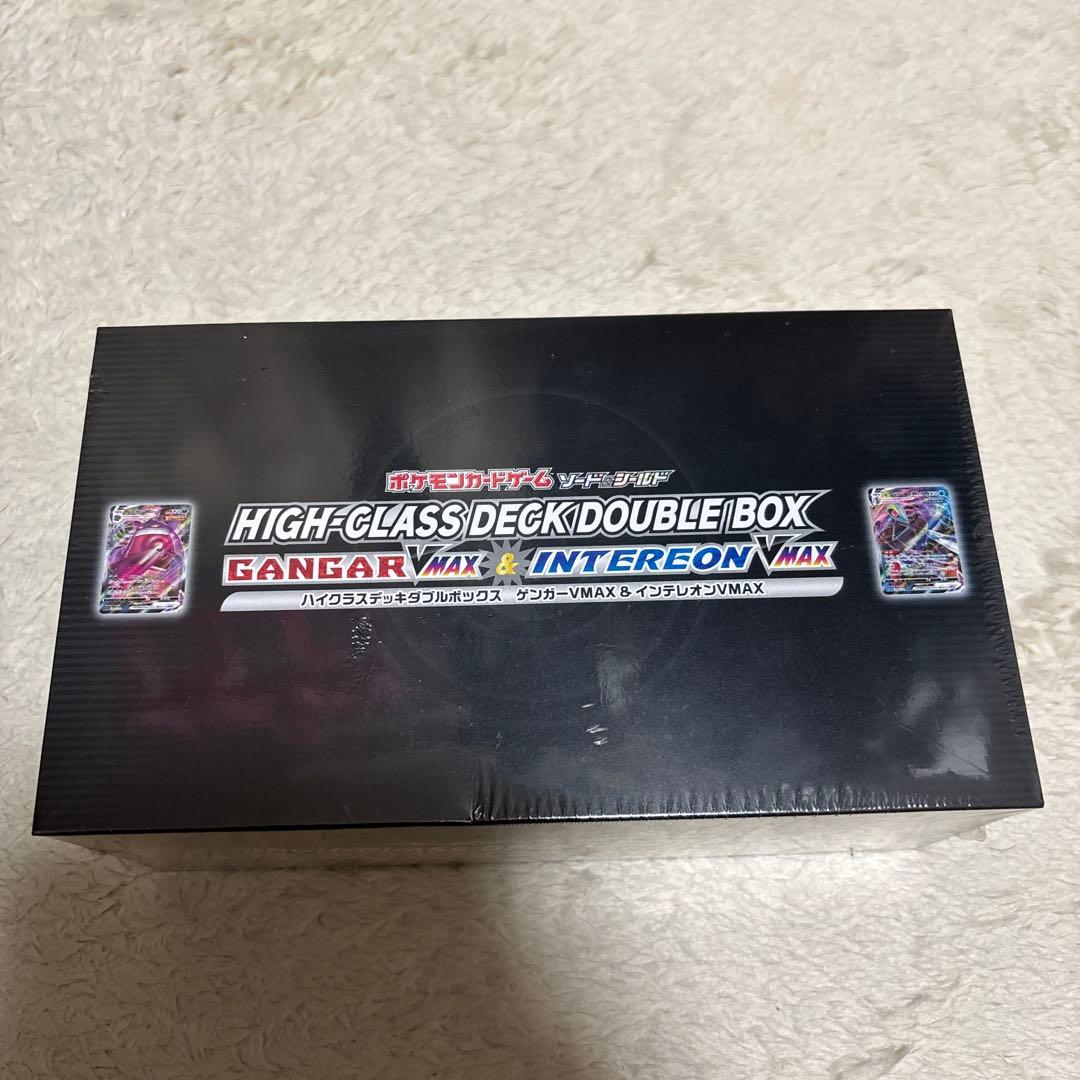 ポケモンカードゲーム ソード&シールド
HIGH-CLASS DECK DOUBLE BOX
GANGAR VMAX & INTEREON VMAX
ハイクラスデッキダブルボックス ゲンガーVMAX & インテレオンVMAX
320
320